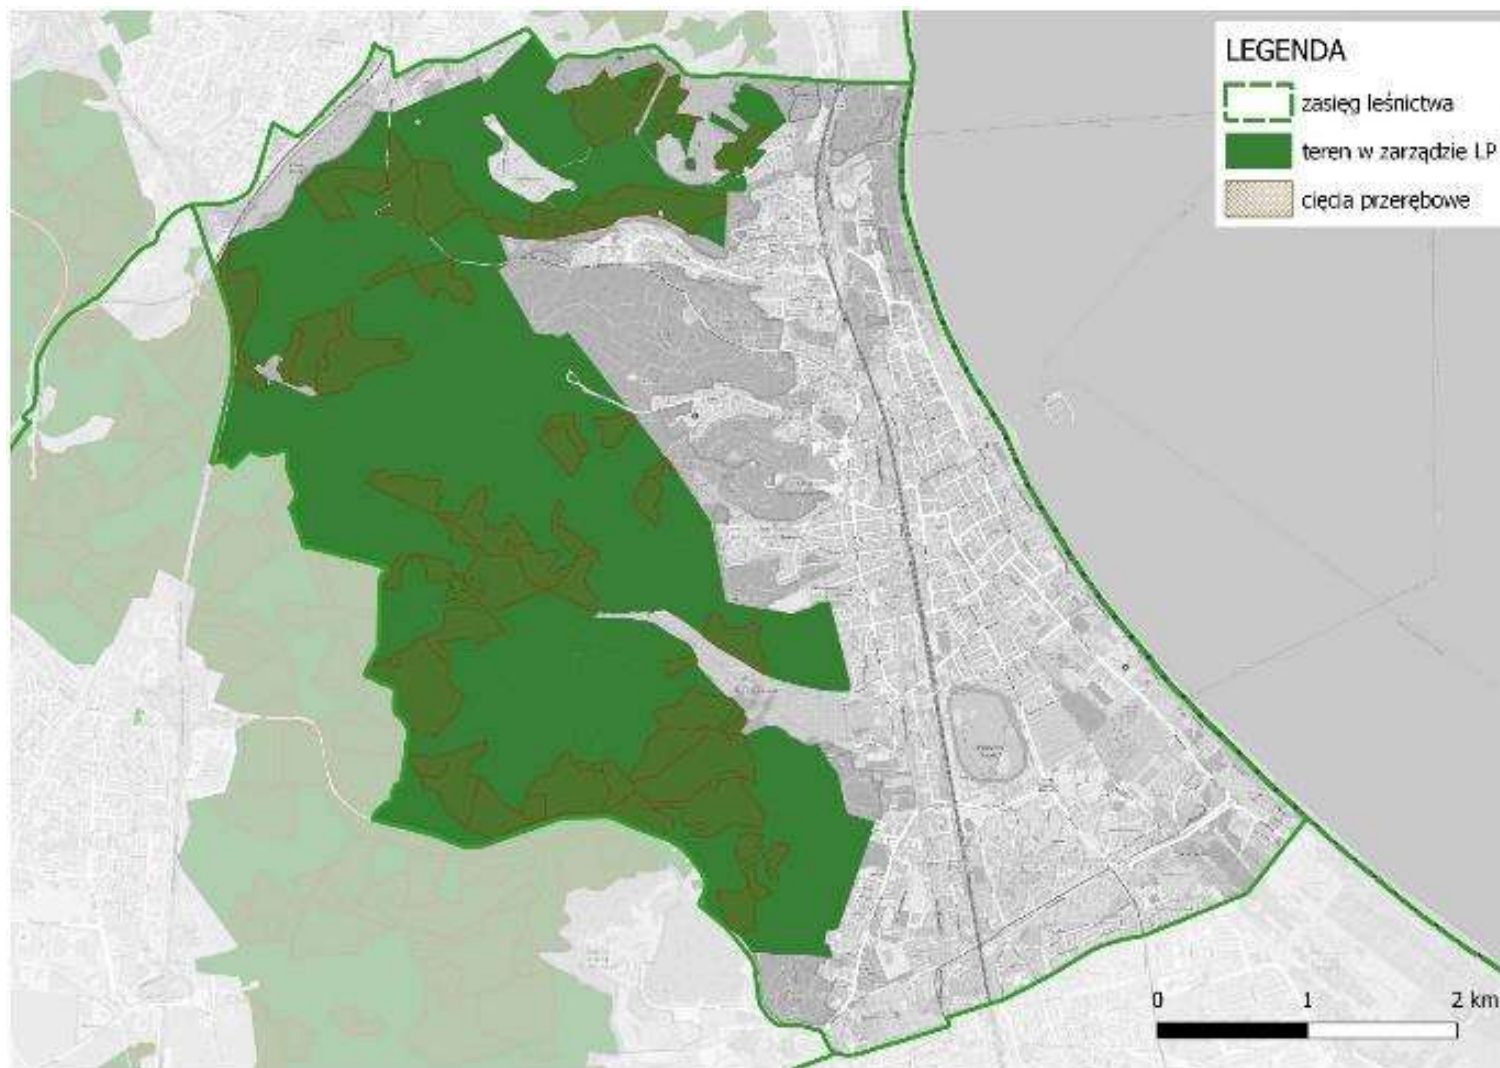 LEGENDA
zasięg leśnictwa
teren w zarządzie LP
cięcia przerębowe
0 1 2 km